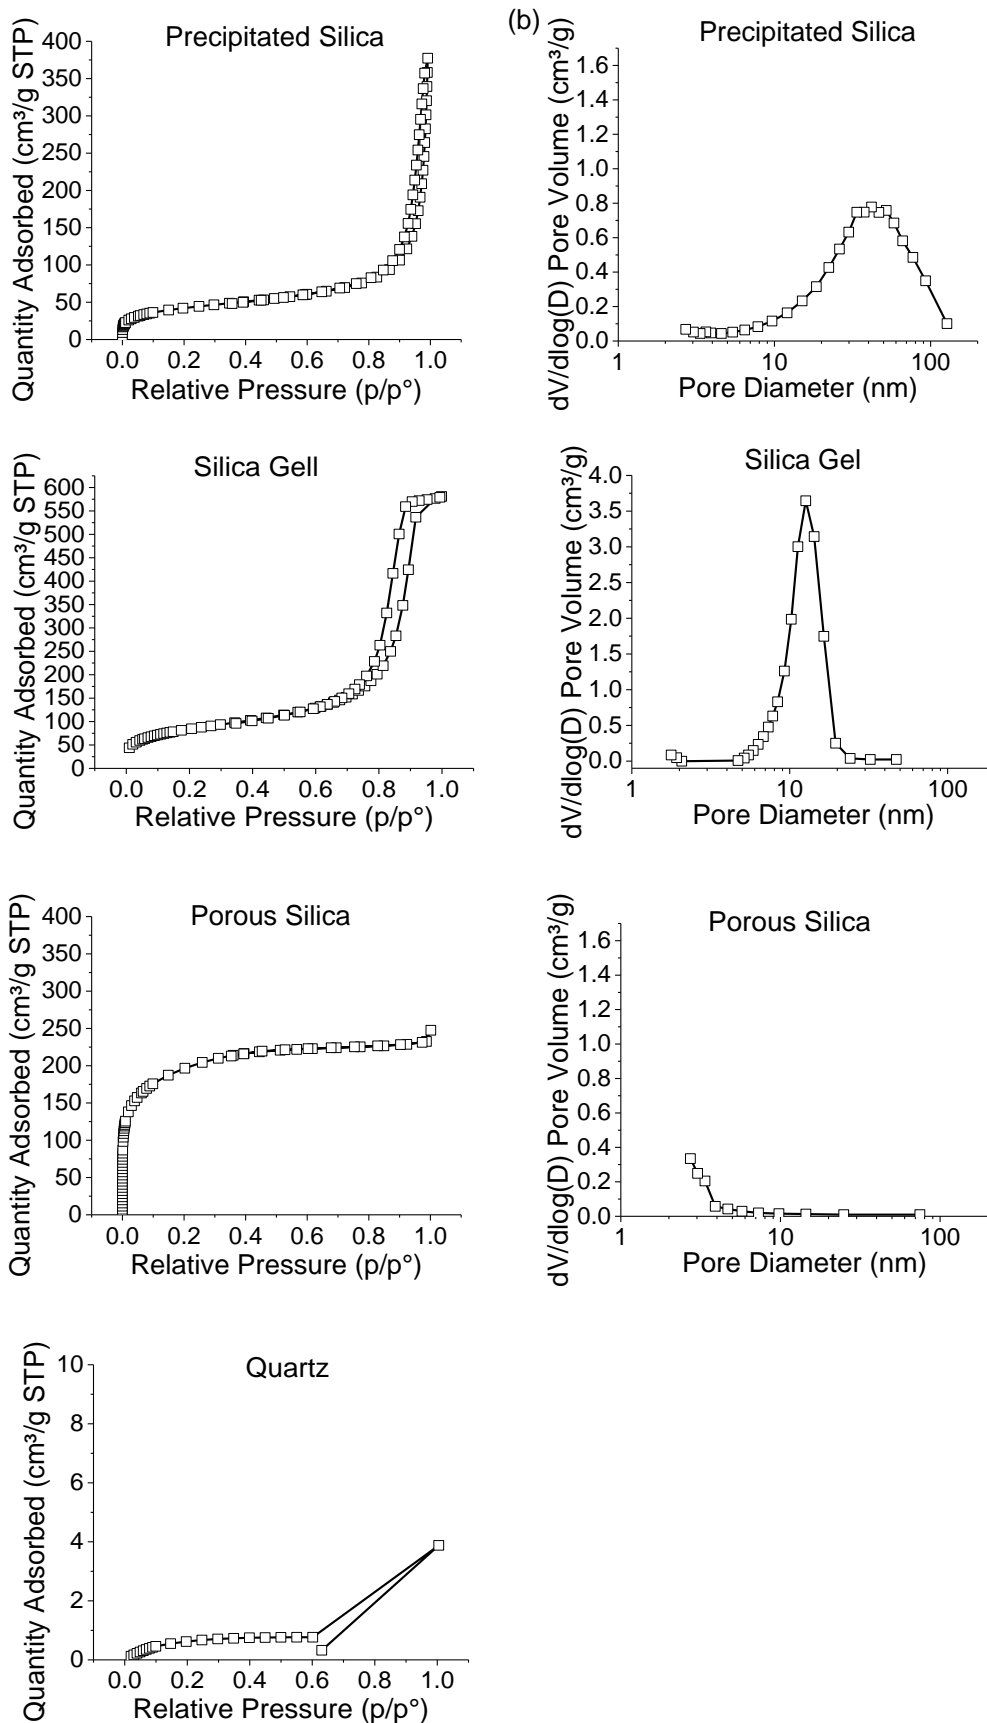 Precipitated Silica
Quantity Adsorbed (cm³/g STP)
400
350
300
250
200
150
100
50
0
0.0 0.2 0.4 0.6 0.8 1.0
Relative Pressure (p/p°)
(b)
Precipitated Silica
dV/dlog(D) Pore Volume (cm³/g)
1.6
1.4
1.2
1.0
0.8
0.6
0.4
0.2
0.0
1 10 100
Pore Diameter (nm)
Silica Gell
Quantity Adsorbed (cm³/g STP)
600
550
500
450
400
350
300
250
200
150
100
50
0
0.0 0.2 0.4 0.6 0.8 1.0
Relative Pressure (p/p°)
Silica Gel
dV/dlog(D) Pore Volume (cm³/g)
4.0
3.5
3.0
2.5
2.0
1.5
1.0
0.5
0.0
1 10 100
Pore Diameter (nm)
Porous Silica
Quantity Adsorbed (cm³/g STP)
400
350
300
250
200
150
100
50
0
0.0 0.2 0.4 0.6 0.8 1.0
Relative Pressure (p/p°)
Porous Silica
dV/dlog(D) Pore Volume (cm³/g)
1.6
1.4
1.2
1.0
0.8
0.6
0.4
0.2
0.0
1 10 100
Pore Diameter (nm)
Quartz
Quantity Adsorbed (cm³/g STP)
10
8
6
4
2
0
0.0 0.2 0.4 0.6 0.8 1.0
Relative Pressure (p/p°)